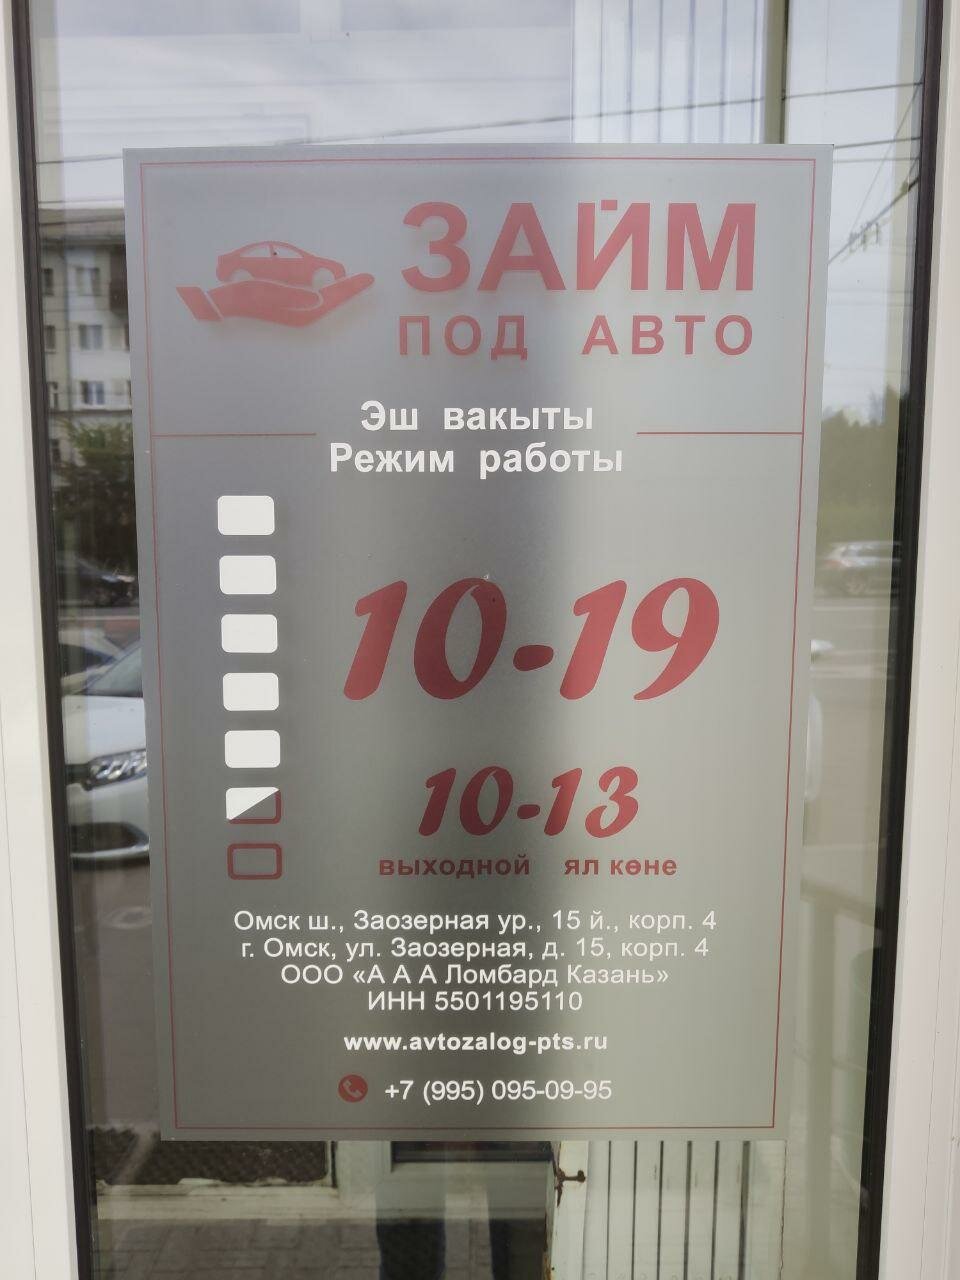 ЗАЙМ
ПОД АВТО
Эш вакыты
Режим работы
10-19
10-13
выходной ял көне
Омск ш., Заозерная ур., 15 й., корп. 4
г. Омск, ул. Заозерная, д. 15, корп. 4
ООО «А А А Ломбард Казань»
ИНН 5501195110
www.avtozalog-pts.ru
+7 (995) 095-09-95